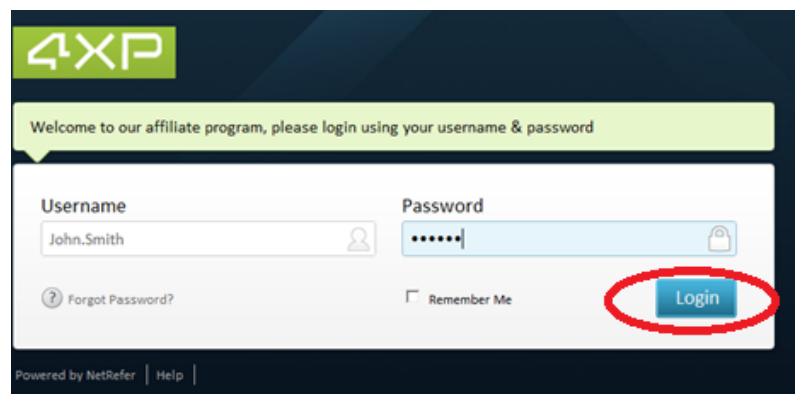 4XP
Welcome to our affiliate program, please login using your username & password
Username
Password
John.Smith
••••••
Forgot Password?
Remember Me
Login
Powered by NetRefer | Help |